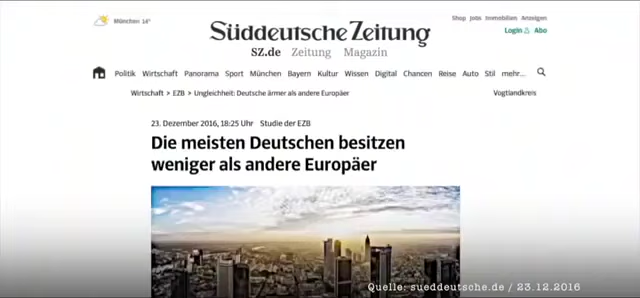 München 14°
Shop Jobs Immobilien Anzeigen
Süddeutsche Zeitung
Login Abo
SZ.de Zeitung Magazin
Politik Wirtschaft Panorama Sport München Bayern Kultur Wissen Digital Chancen Reise Auto Stil mehr...
Wirtschaft > EZB > Ungleichheit: Deutsche ärmer als andere Europäer
Vogtlandkreis
23. Dezember 2016, 18:25 Uhr Studie der EZB
Die meisten Deutschen besitzen
weniger als andere Europäer
Quelle: sueddeutsche.de / 23.12.2016